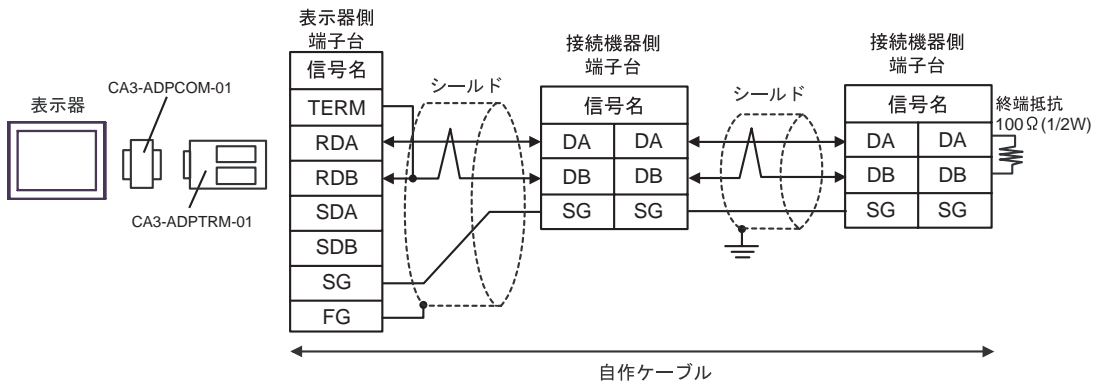 表示器
CA3-ADPCOM-01
CA3-ADPTRM-01
表示器側
端子台
信号名
TERM
RDA
RDB
SDA
SDB
SG
FG
シールド
接続機器側
端子台
信号名
DA DA
DB DB
SG SG
シールド
接続機器側
端子台
信号名
DA DA
DB DB
SG SG
終端抵抗
100Ω(1/2W)
自作ケーブル